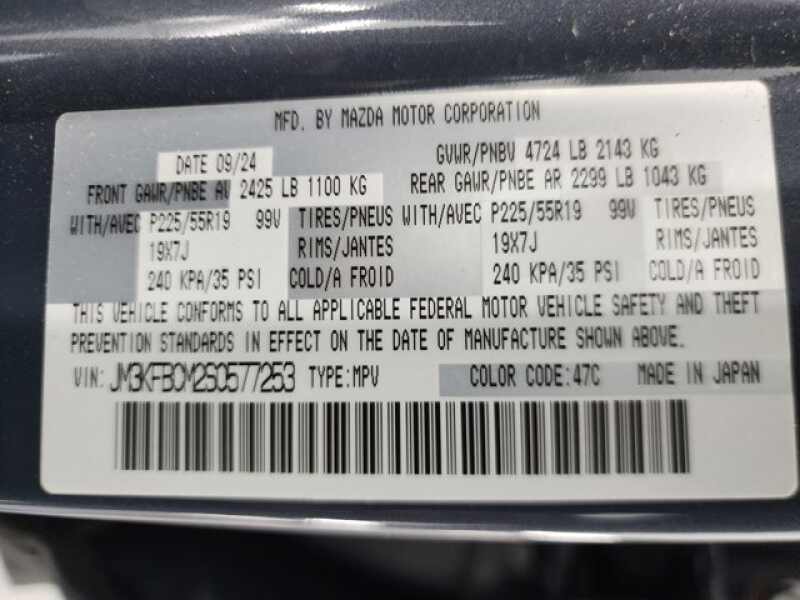 MFD. BY MAZDA MOTOR CORPORATION
DATE 09/24 GVWR/PNBV 4724 LB 2143 KG
FRONT GAWR/PNBE AV 2425 LB 1100 KG REAR GAWR/PNBE AR 2299 LB 1043 KG
WITH/AVEC P225/55R19 99V TIRES/PNEUS WITH/AVEC P225/55R19 99V TIRES/PNEUS
19X7J RIMS/JANTES 19X7J RIMS/JANTES
240 KPA/35 PSI COLD/A FROID 240 KPA/35 PSI COLD/A FROID
THIS VEHICLE CONFORMS TO ALL APPLICABLE FEDERAL MOTOR VEHICLE SAFETY AND THEFT
PREVENTION STANDARDS IN EFFECT ON THE DATE OF MANUFACTURE SHOWN ABOVE.
VIN: JM3KFBCM2S0577253 TYPE:MPV COLOR CODE:47C MADE IN JAPAN